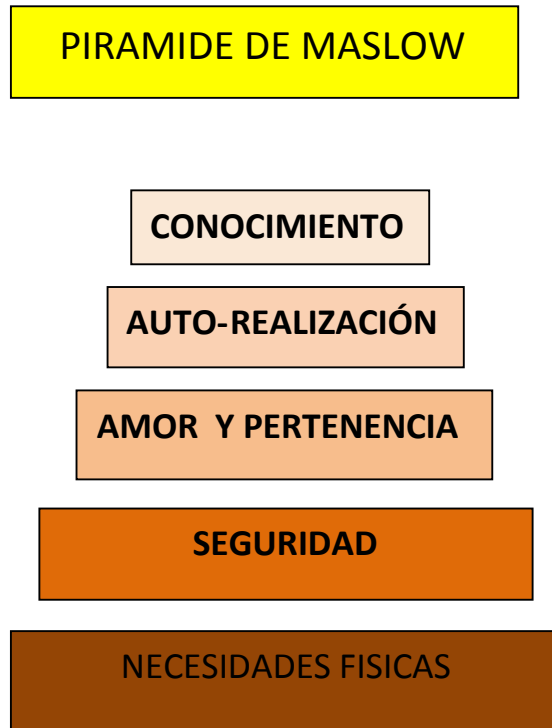 PIRAMIDE DE MASLOW
CONOCIMIENTO
AUTO-REALIZACIÓN
AMOR Y PERTENENCIA
SEGURIDAD
NECESIDADES FISICAS